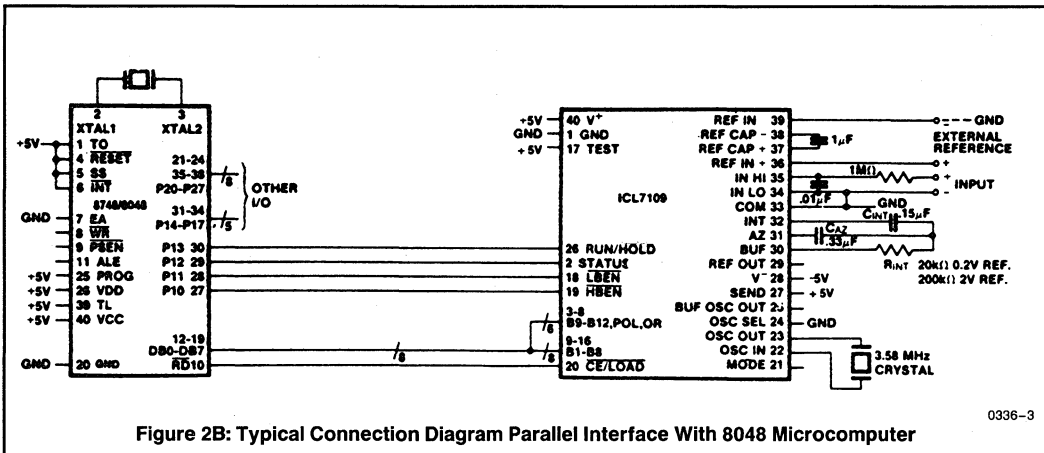 2 3
XTAL1 XTAL2
+5V 1 TO
4 RESET
5 SS
6 INT
21-24
35-38
P20-P27
8
OTHER
I/O
8748/8048
31-34
P14-P17
5
GND 7 EA
8 WR
9 PSEN
11 ALE
+5V 25 PROG
+5V 26 VDD
+5V 39 TL
+5V 40 VCC
P13 30
P12 29
P11 28
P10 27
12-19
DB0-DB7
8
GND 20 GND
RD10
+5V 40 V+
GND 1 GND
+5V 17 TEST
ICL7109
26 RUN/HOLD
2 STATUS
18 LBEN
19 HBEN
3-8
6 B9-B12,POL,OR
9-16
8 B1-B8
20 CE/LOAD
REF IN 39
REF CAP - 38
REF CAP + 37
REF IN + 36
IN HI 35
IN LO 34
COM 33
INT 32
AZ 31
BUF 30
REF OUT 29
V- 28
SEND 27
BUF OSC OUT 25
OSC SEL 24
OSC OUT 23
OSC IN 22
MODE 21
- GND
EXTERNAL
REFERENCE
1μF
+
1MΩ +
INPUT
-
.01μF
GND
CINT .15μF
CAZ
.33μF
RINT 20kΩ 0.2V REF.
200kΩ 2V REF.
-5V
+5V
GND
3.58 MHz
CRYSTAL
0336-3
Figure 2B: Typical Connection Diagram Parallel Interface With 8048 Microcomputer